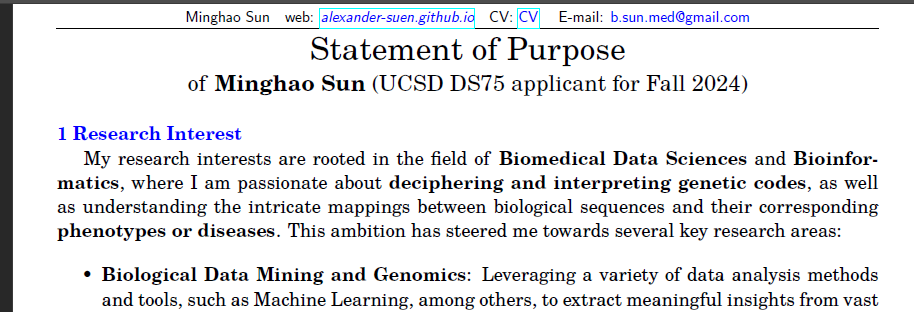 Minghao Sun web: alexander-suen.github.io CV: CV E-mail: b.sun.med@gmail.com
Statement of Purpose
of Minghao Sun (UCSD DS75 applicant for Fall 2024)
1 Research Interest
My research interests are rooted in the field of Biomedical Data Sciences and Bioinfor-
matics, where I am passionate about deciphering and interpreting genetic codes, as well
as understanding the intricate mappings between biological sequences and their corresponding
phenotypes or diseases. This ambition has steered me towards several key research areas:
• Biological Data Mining and Genomics: Leveraging a variety of data analysis methods
and tools, such as Machine Learning, among others, to extract meaningful insights from vast